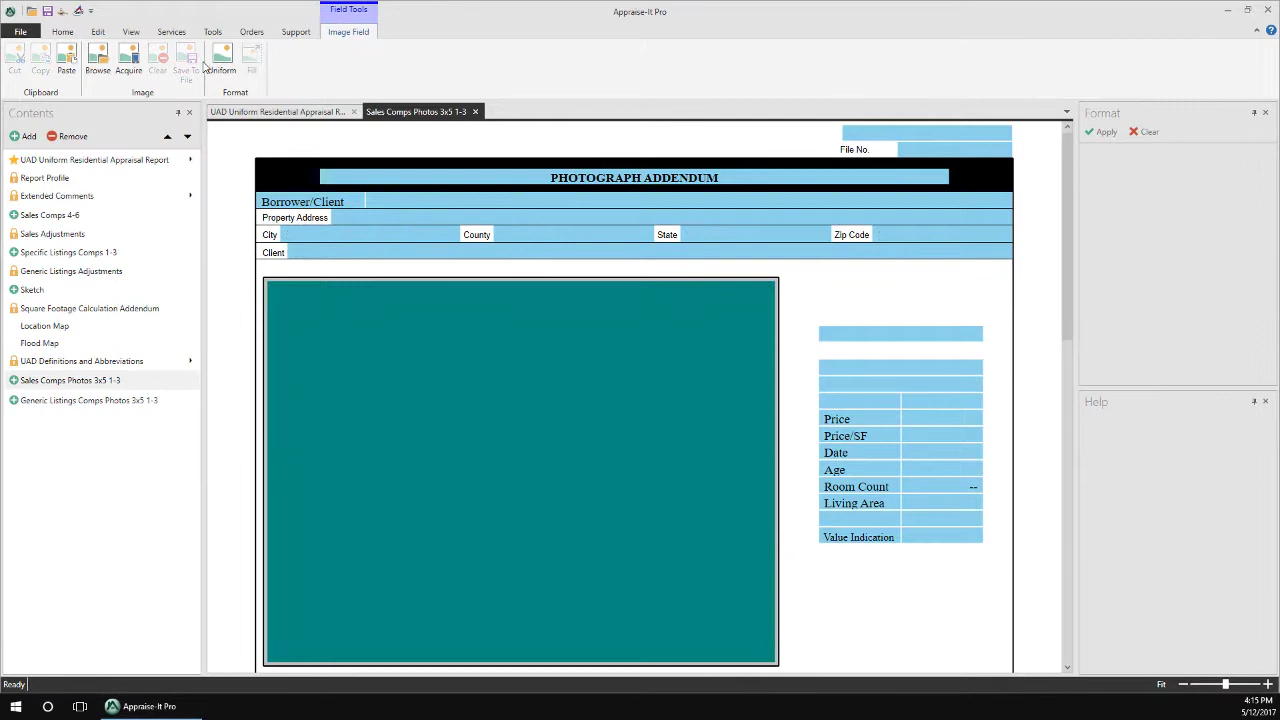 Field Tools
Appraise-It Pro
File Home Edit View Services Tools Orders Support Image Field
Cut Copy Paste Browse Acquire Clear Save To File Uniform Fill
Clipboard Image Format
Contents
UAD Uniform Residential Appraisal R... Sales Comps Photos 3x5 1-3
Format
Add Remove
Apply Clear
UAD Uniform Residential Appraisal Report
Report Profile
Extended Comments
Sales Comps 4-6
Sales Adjustments
Specific Listings Comps 1-3
Generic Listings Adjustments
Sketch
Square Footage Calculation Addendum
Location Map
Flood Map
UAD Definitions and Abbreviations
Sales Comps Photos 3x5 1-3
Generic Listings Comps Photos 3x5 1-3
File No.
PHOTOGRAPH ADDENDUM
Borrower/Client
Property Address
City County State Zip Code
Client
Price
Price/SF
Date
Age
Room Count --
Living Area
Value Indication
Help
Ready
Fit
Appraise-It Pro
4:15 PM
5/12/2017